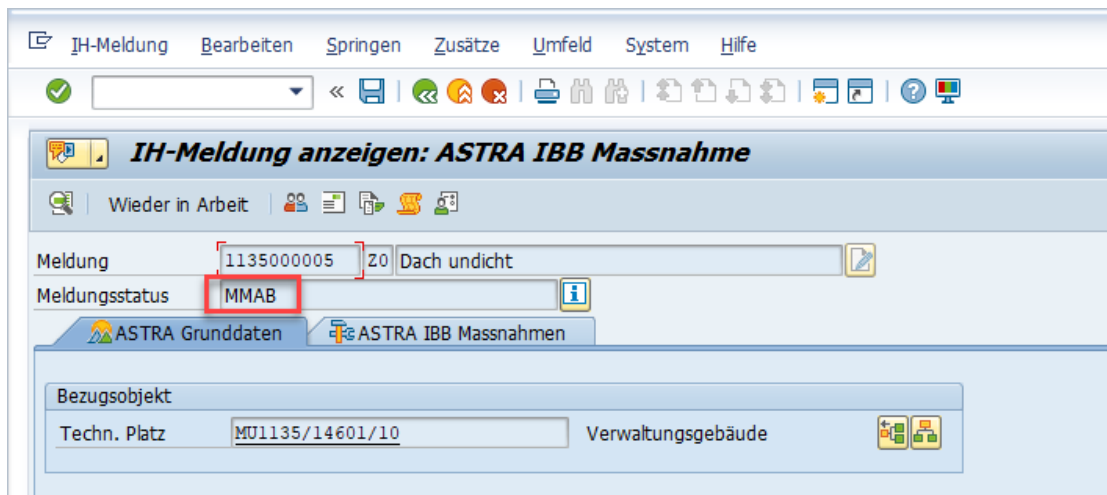 IH-Meldung Bearbeiten Springen Zusätze Umfeld System Hilfe
IH-Meldung anzeigen: ASTRA IBB Massnahme
Wieder in Arbeit
Meldung 1135000005 Z0 Dach undicht
Meldungsstatus MMAB
ASTRA Grunddaten ASTRA IBB Massnahmen
Bezugsobjekt
Techn. Platz MU1135/14601/10 Verwaltungsgebäude